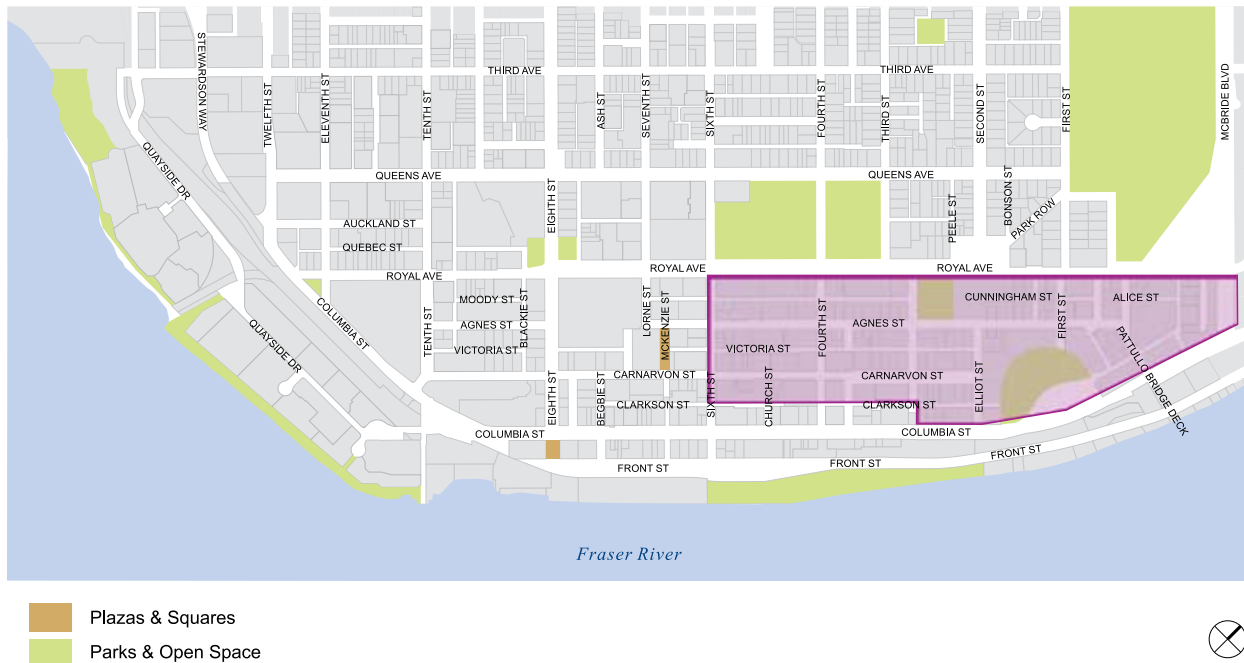 STEWARDSON WAY
THIRD AVE
THIRD AVE
TWELFTH ST
ELEVENTH ST
TENTH ST
ASH ST
SEVENTH ST
SIXTH ST
FOURTH ST
THIRD ST
SECOND ST
FIRST ST
MCBRIDE BLVD
QUAYSIDE DR
QUEENS AVE
QUEENS AVE
EIGHTH ST
PEELE ST
BONSON ST
PARK ROW
AUCKLAND ST
QUEBEC ST
ROYAL AVE
ROYAL AVE
ROYAL AVE
MOODY ST
BLACKIE ST
LORNE ST
MCKENZIE ST
FOURTH ST
CUNNINGHAM ST
FIRST ST
ALICE ST
COLUMBIA ST
TENTH ST
AGNES ST
AGNES ST
QUAYSIDE DR
VICTORIA ST
VICTORIA ST
PATTULLO BRIDGE DECK
EIGHTH ST
BEGBIE ST
CARNARVON ST
SIXTH ST
CHURCH ST
CARNARVON ST
ELLIOT ST
CLARKSON ST
CLARKSON ST
COLUMBIA ST
COLUMBIA ST
FRONT ST
FRONT ST
FRONT ST
Fraser River
Plazas & Squares
Parks & Open Space